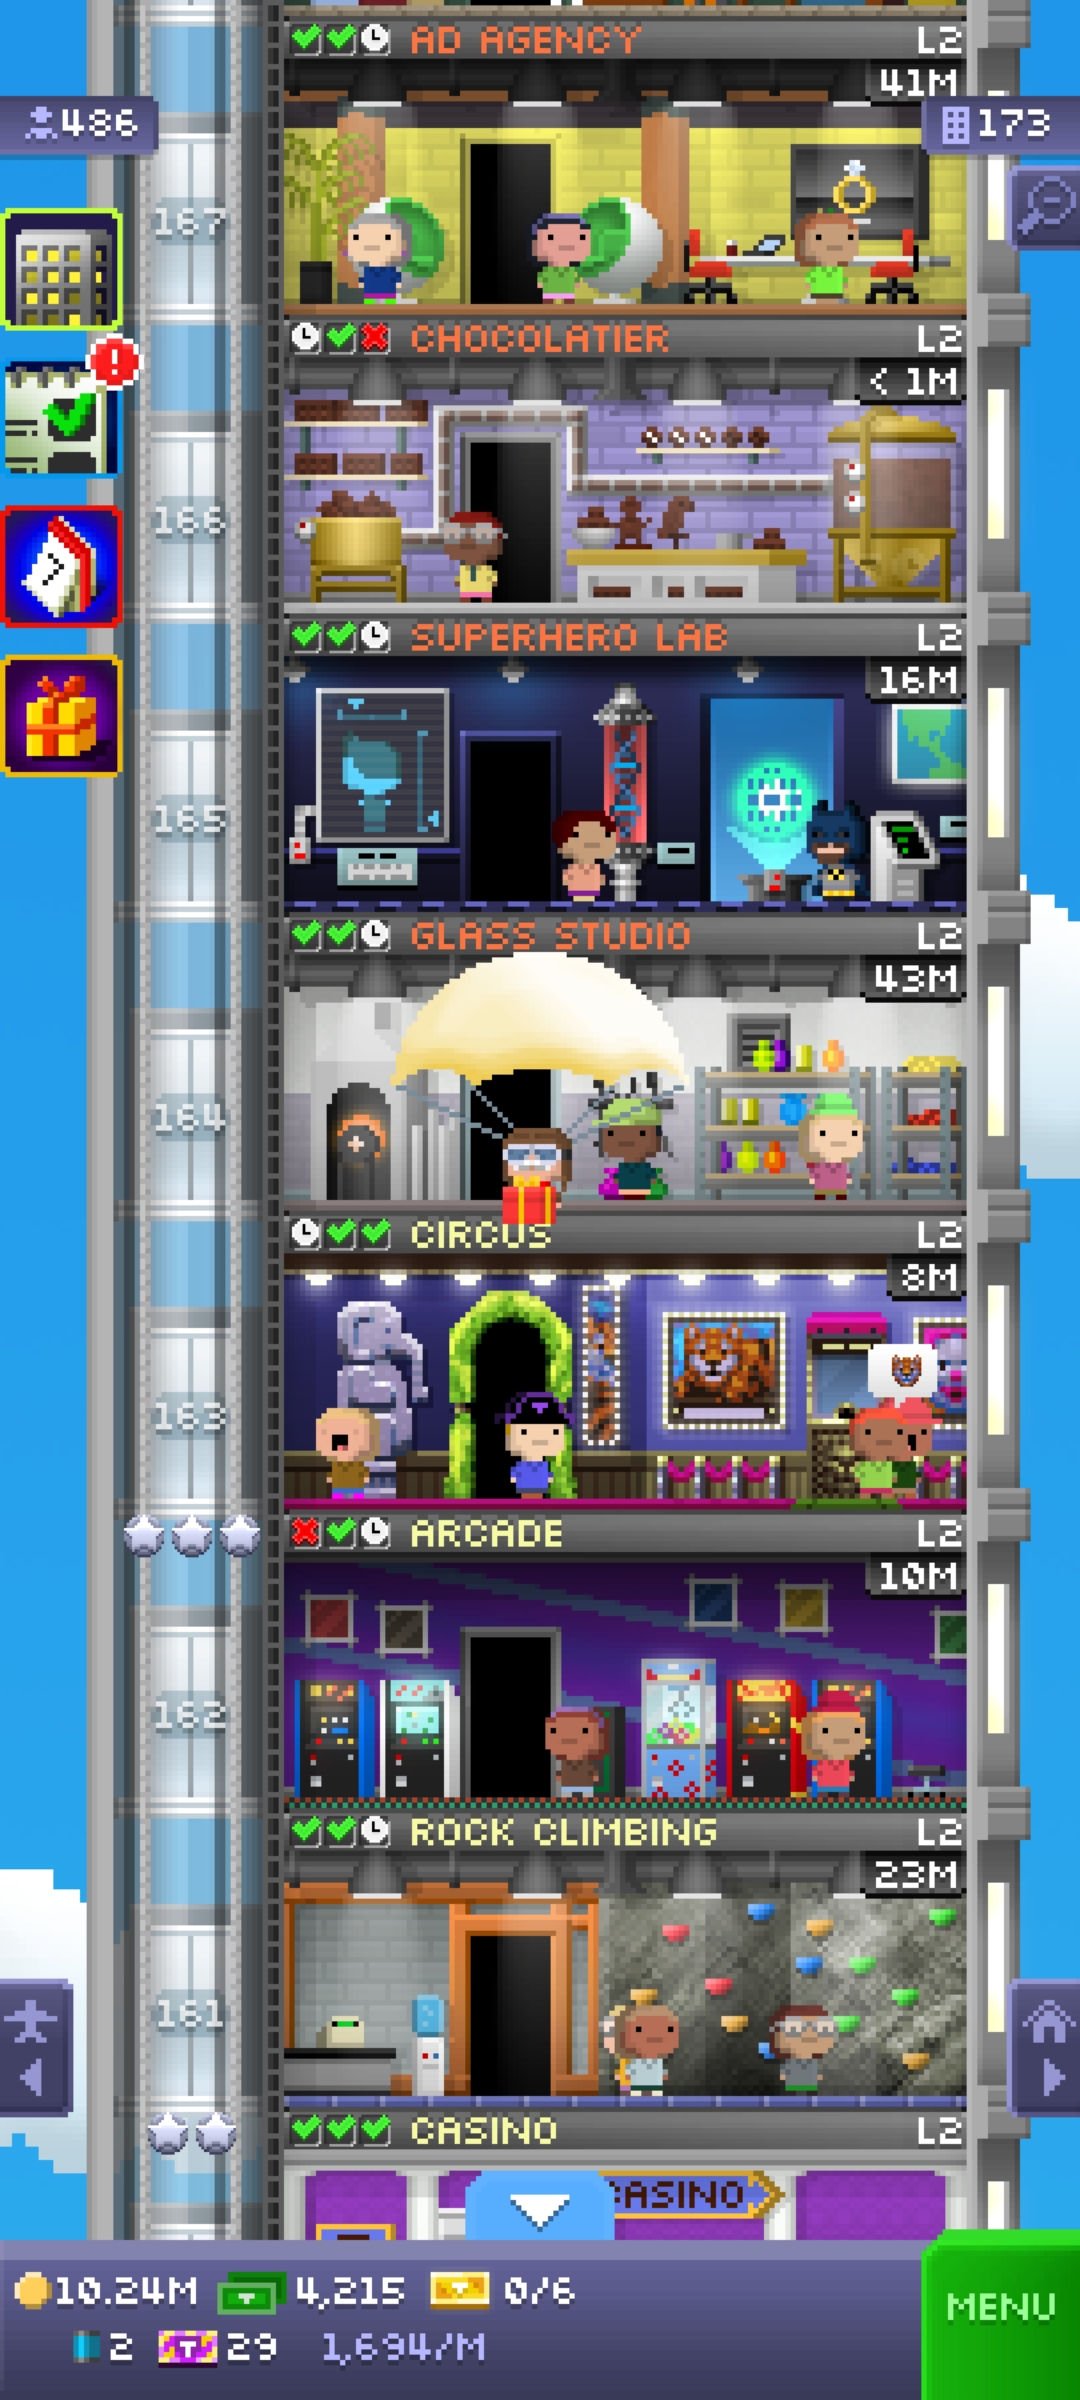 AD AGENCY L2
41M
486
173
167
CHOCOLATIER L2
< 1M
7
166
SUPERHERO LAB L2
16M
165
GLASS STUDIO L2
43M
164
CIRCUS L2
8M
163
ARCADE L2
10M
162
ROCK CLIMBING L2
23M
161
CASINO L2
CASINO
10.24M 4,215 0/6
MENU
2 29 1,694/M